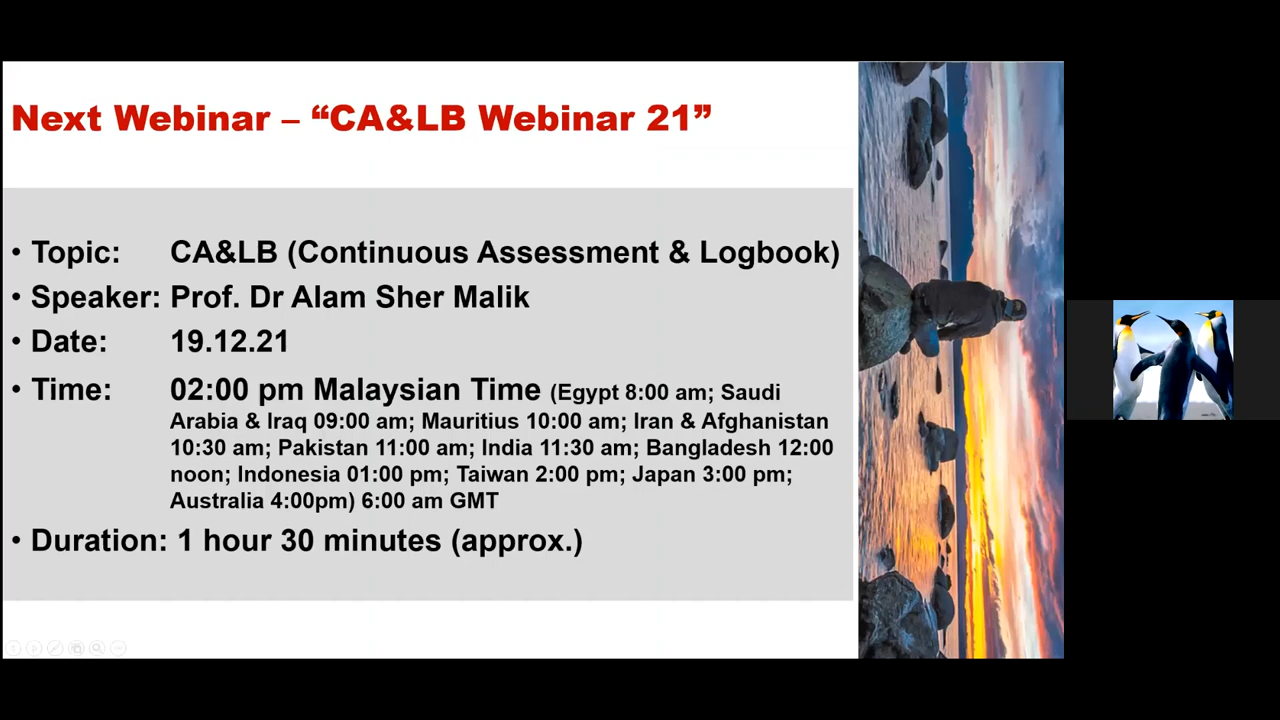 Next Webinar – “CA&LB Webinar 21”
• Topic: CA&LB (Continuous Assessment & Logbook)
• Speaker: Prof. Dr Alam Sher Malik
• Date: 19.12.21
• Time: 02:00 pm Malaysian Time (Egypt 8:00 am; Saudi
Arabia & Iraq 09:00 am; Mauritius 10:00 am; Iran & Afghanistan
10:30 am; Pakistan 11:00 am; India 11:30 am; Bangladesh 12:00
noon; Indonesia 01:00 pm; Taiwan 2:00 pm; Japan 3:00 pm;
Australia 4:00pm) 6:00 am GMT
• Duration: 1 hour 30 minutes (approx.)